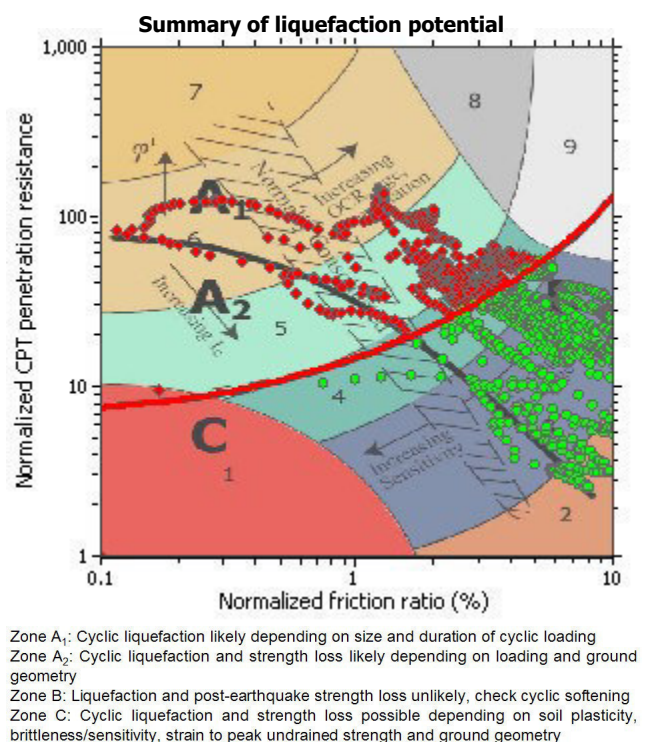 Summary of liquefaction potential
1,000
7
8
9
φ'
Increasing
A1
100
6
A2
Increasing Ic
5
10
4
C
1
Increasing
Sensitivity
2
1
0.1
1
10
Normalized CPT penetration resistance
Normalized friction ratio (%)
Zone A1: Cyclic liquefaction likely depending on size and duration of cyclic loading
Zone A2: Cyclic liquefaction and strength loss likely depending on loading and ground
geometry
Zone B: Liquefaction and post-earthquake strength loss unlikely, check cyclic softening
Zone C: Cyclic liquefaction and strength loss possible depending on soil plasticity,
brittleness/sensitivity, strain to peak undrained strength and ground geometry